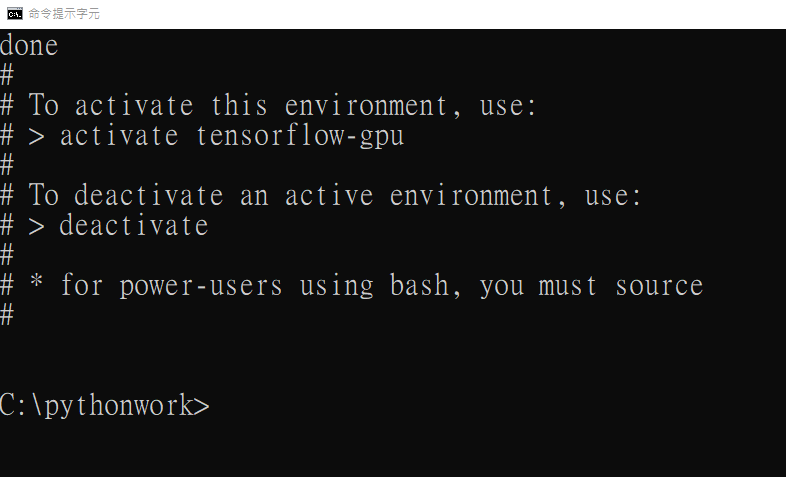 命令提示字元
done
#
# To activate this environment, use:
# > activate tensorflow-gpu
#
# To deactivate an active environment, use:
# > deactivate
#
# * for power-users using bash, you must source
#
C:\pythonwork>